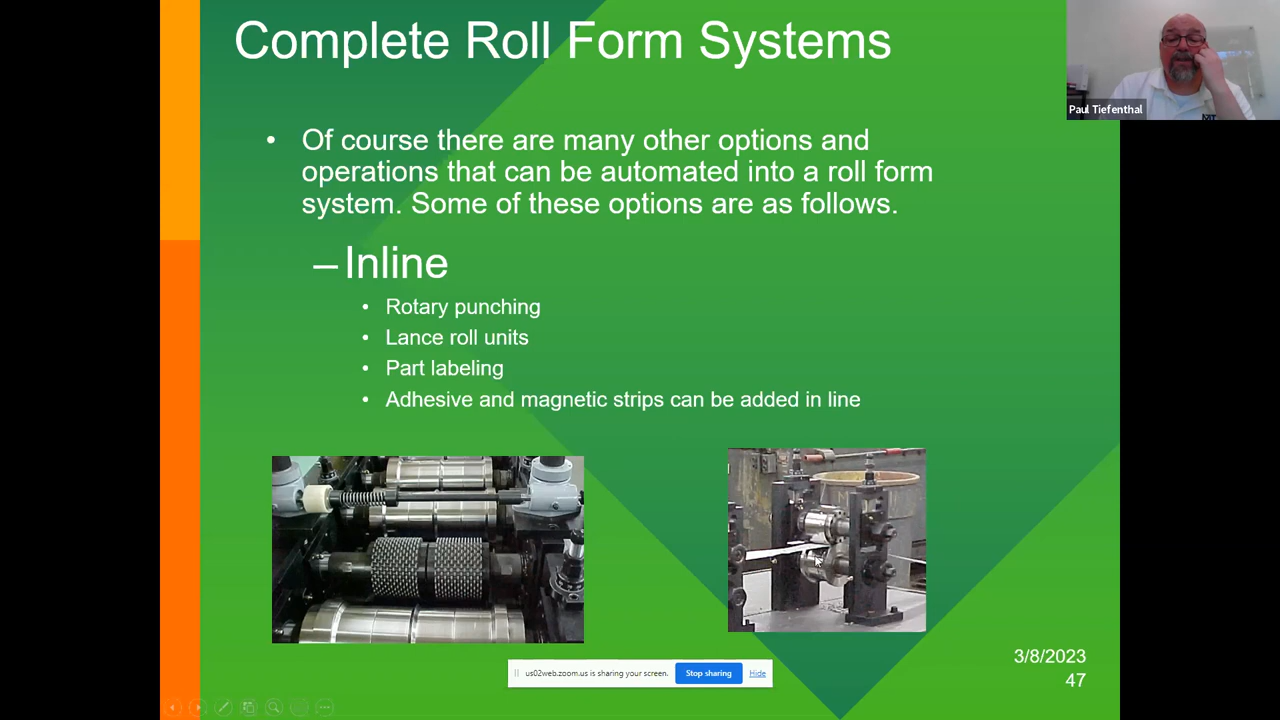 Complete Roll Form Systems
Paul Tiefenthal
• Of course there are many other options and
operations that can be automated into a roll form
system. Some of these options are as follows.
– Inline
• Rotary punching
• Lance roll units
• Part labeling
• Adhesive and magnetic strips can be added in line
3/8/2023
47
us02web.zoom.us is sharing your screen. Stop sharing Hide